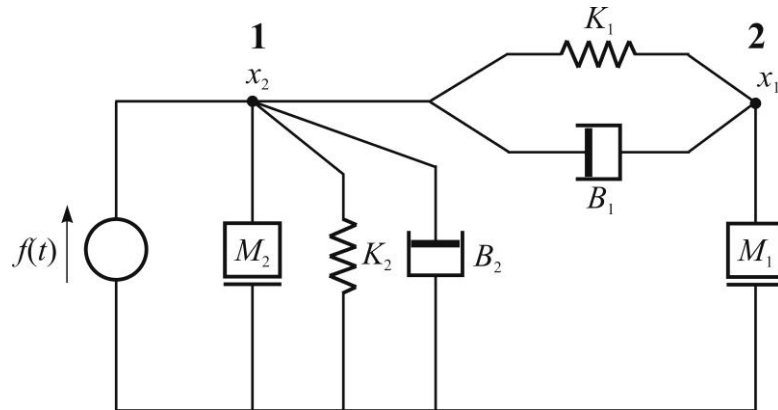 1
2
x₂
x₁
K₁
B₁
f(t)
M₂
K₂
B₂
M₁